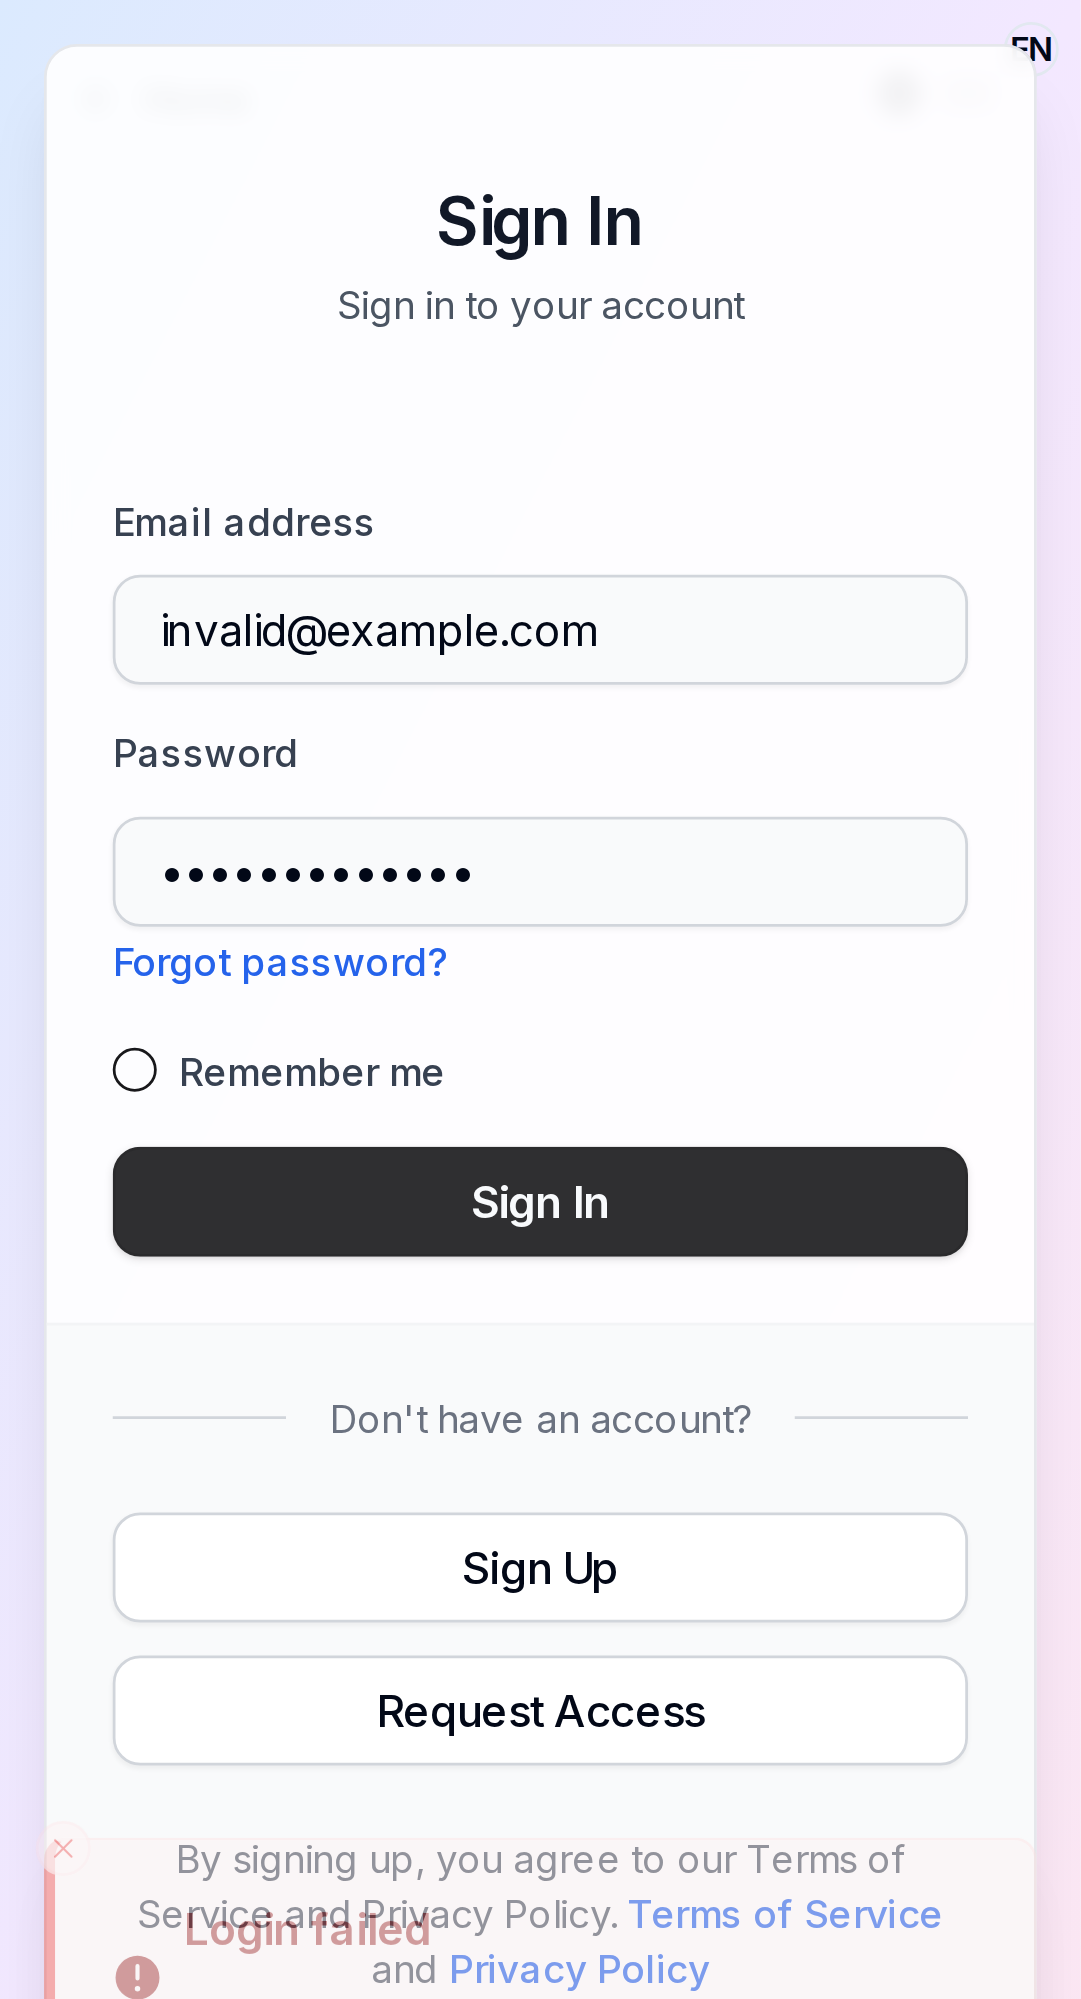 EN
Sign In
Sign in to your account
Email address
invalid@example.com
Password
•••••••••••••
Forgot password?
Remember me
Sign In
Don't have an account?
Sign Up
Request Access
By signing up, you agree to our Terms of
Service and Privacy Policy. Terms of Service
Login failed
and Privacy Policy